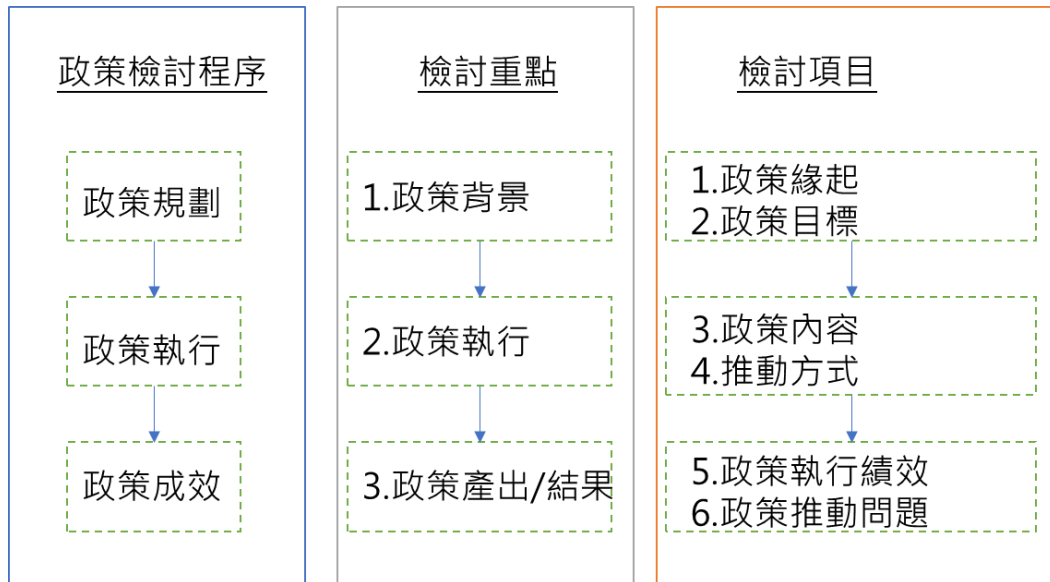 政策檢討程序
政策規劃
政策執行
政策成效
檢討重點
1.政策背景
2.政策執行
3.政策產出/結果
檢討項目
1.政策緣起
2.政策目標
3.政策內容
4.推動方式
5.政策執行績效
6.政策推動問題